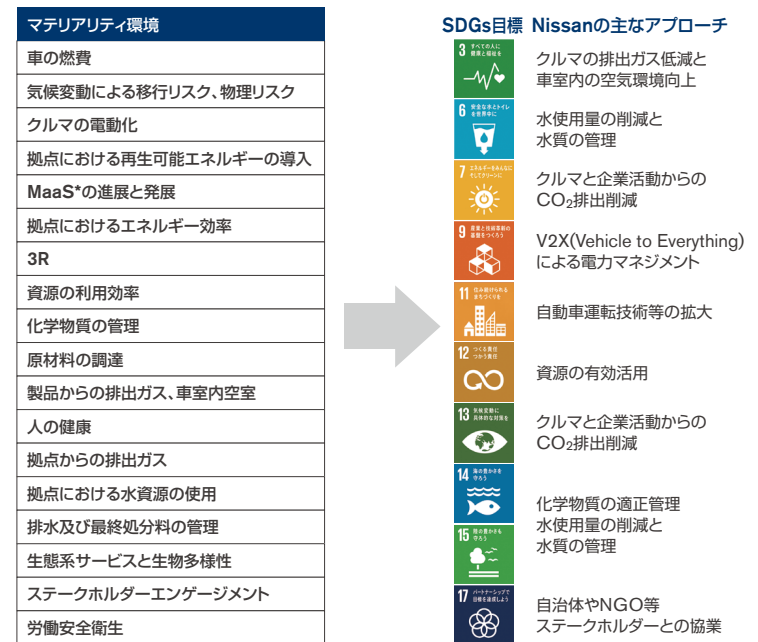 マテリアリティ環境
車の燃費
気候変動による移行リスク、物理リスク
クルマの電動化
拠点における再生可能エネルギーの導入
MaaS*の進展と発展
拠点におけるエネルギー効率
3R
資源の利用効率
化学物質の管理
原材料の調達
製品からの排出ガス、車室内空室
人の健康
拠点からの排出ガス
拠点における水資源の使用
排水及び最終処分料の管理
生態系サービスと生物多様性
ステークホルダーエンゲージメント
労働安全衛生
SDGs目標 Nissanの主なアプローチ
3 すべての人に
健康と福祉を
クルマの排出ガス低減と
車室内の空気環境向上
6 安全な水とトイレ
を世界中に
水使用量の削減と
水質の管理
7 エネルギーをみんなに
そしてクリーンに
クルマと企業活動からの
CO₂排出削減
9 産業と技術革新の
基盤をつくろう
V2X(Vehicle to Everything)
による電力マネジメント
11 住み続けられる
まちづくりを
自動車運転技術等の拡大
12 つくる責任
つかう責任
資源の有効活用
13 気候変動に
具体的な対策を
クルマと企業活動からの
CO₂排出削減
14 海の豊かさを
守ろう
15 陸の豊かさも
守ろう
化学物質の適正管理
水使用量の削減と
水質の管理
17 パートナーシップで
目標を達成しよう
自治体やNGO等
ステークホルダーとの協業